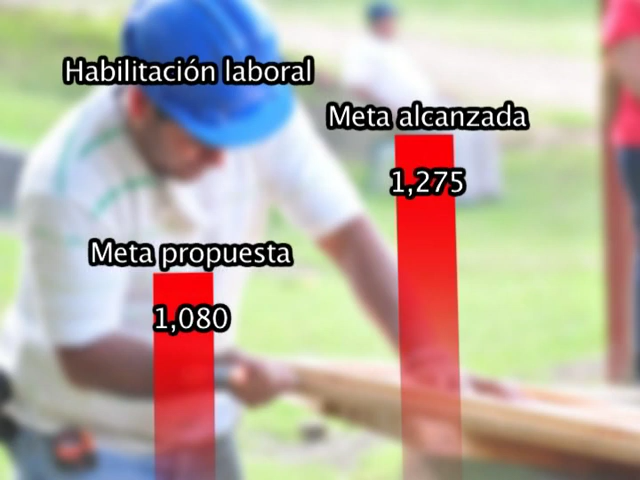 Habilitación laboral
Meta alcanzada
1,275
Meta propuesta
1,080